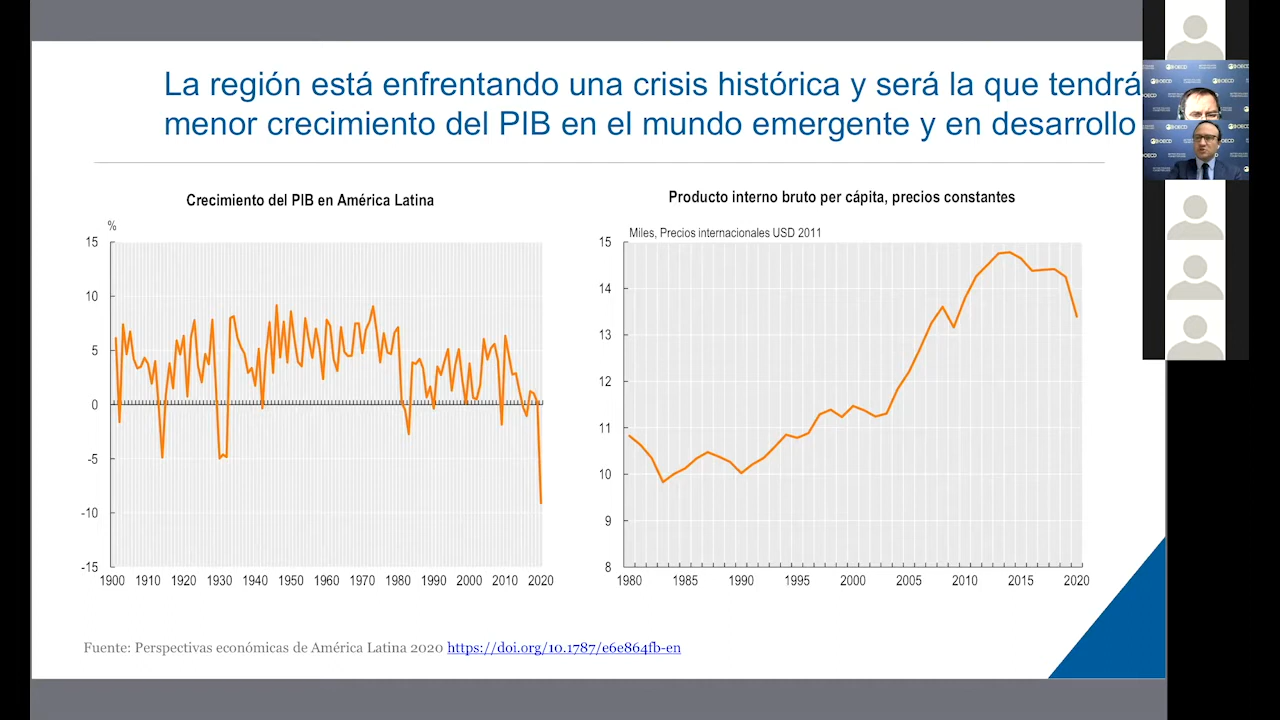 La región está enfrentando una crisis histórica y será la que tendrá
menor crecimiento del PIB en el mundo emergente y en desarrollo
Crecimiento del PIB en América Latina
%
15
10
5
0
-5
-10
-15
1900 1910 1920 1930 1940 1950 1960 1970 1980 1990 2000 2010 2020
Producto interno bruto per cápita, precios constantes
Miles, Precios internacionales USD 2011
15
14
13
12
11
10
9
8
1980 1985 1990 1995 2000 2005 2010 2015 2020
Fuente: Perspectivas económicas de América Latina 2020 https://doi.org/10.1787/e6e864fb-en
OECD
OECD
OECD
OECD